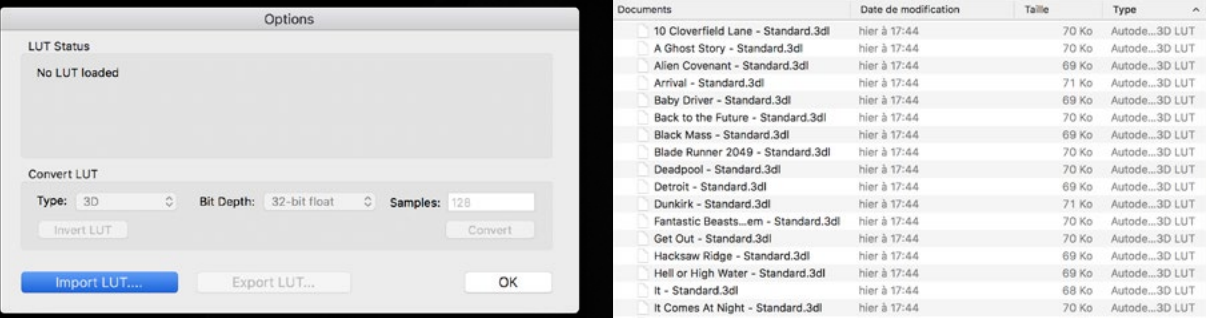 Options
LUT Status
No LUT loaded
Convert LUT
Type: 3D Bit Depth: 32-bit float Samples: 128
Invert LUT Convert
Import LUT.... Export LUT... OK
Documents Date de modification Taille Type
10 Cloverfield Lane - Standard.3dl hier à 17:44 70 Ko Autode...3D LUT
A Ghost Story - Standard.3dl hier à 17:44 70 Ko Autode...3D LUT
Alien Covenant - Standard.3dl hier à 17:44 69 Ko Autode...3D LUT
Arrival - Standard.3dl hier à 17:44 71 Ko Autode...3D LUT
Baby Driver - Standard.3dl hier à 17:44 69 Ko Autode...3D LUT
Back to the Future - Standard.3dl hier à 17:44 70 Ko Autode...3D LUT
Black Mass - Standard.3dl hier à 17:44 69 Ko Autode...3D LUT
Blade Runner 2049 - Standard.3dl hier à 17:44 70 Ko Autode...3D LUT
Deadpool - Standard.3dl hier à 17:44 70 Ko Autode...3D LUT
Detroit - Standard.3dl hier à 17:44 69 Ko Autode...3D LUT
Dunkirk - Standard.3dl hier à 17:44 71 Ko Autode...3D LUT
Fantastic Beasts...em - Standard.3dl hier à 17:44 70 Ko Autode...3D LUT
Get Out - Standard.3dl hier à 17:44 70 Ko Autode...3D LUT
Hacksaw Ridge - Standard.3dl hier à 17:44 69 Ko Autode...3D LUT
Hell or High Water - Standard.3dl hier à 17:44 69 Ko Autode...3D LUT
It - Standard.3dl hier à 17:44 68 Ko Autode...3D LUT
It Comes At Night - Standard.3dl hier à 17:44 70 Ko Autode...3D LUT